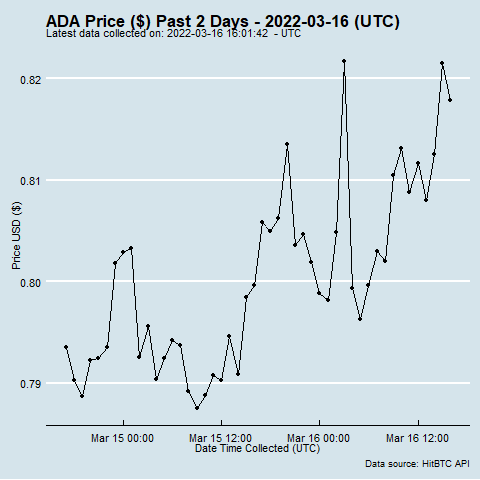 ADA Price ($) Past 2 Days - 2022-03-16 (UTC)
Latest data collected on: 2022-03-16 16:01:42 - UTC
0.82
0.81
0.80
0.79
Price USD ($)
Mar 15 00:00 Mar 15 12:00 Mar 16 00:00 Mar 16 12:00
Date Time Collected (UTC)
Data source: HitBTC API